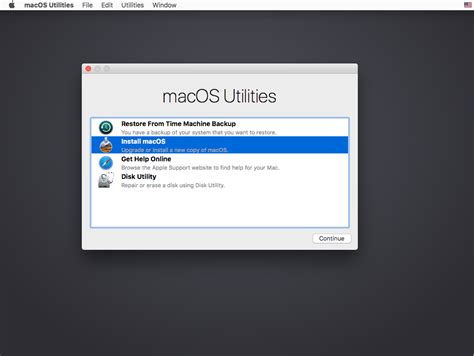 macOS Utilities File Edit Utilities Window
macOS Utilities
Restore From Time Machine Backup
You have a backup of your system that you want to restore.
Install macOS
Upgrade or install a new copy of macOS.
Get Help Online
Browse the Apple Support website to find help for your Mac.
Disk Utility
Repair or erase a disk using Disk Utility.
Continue